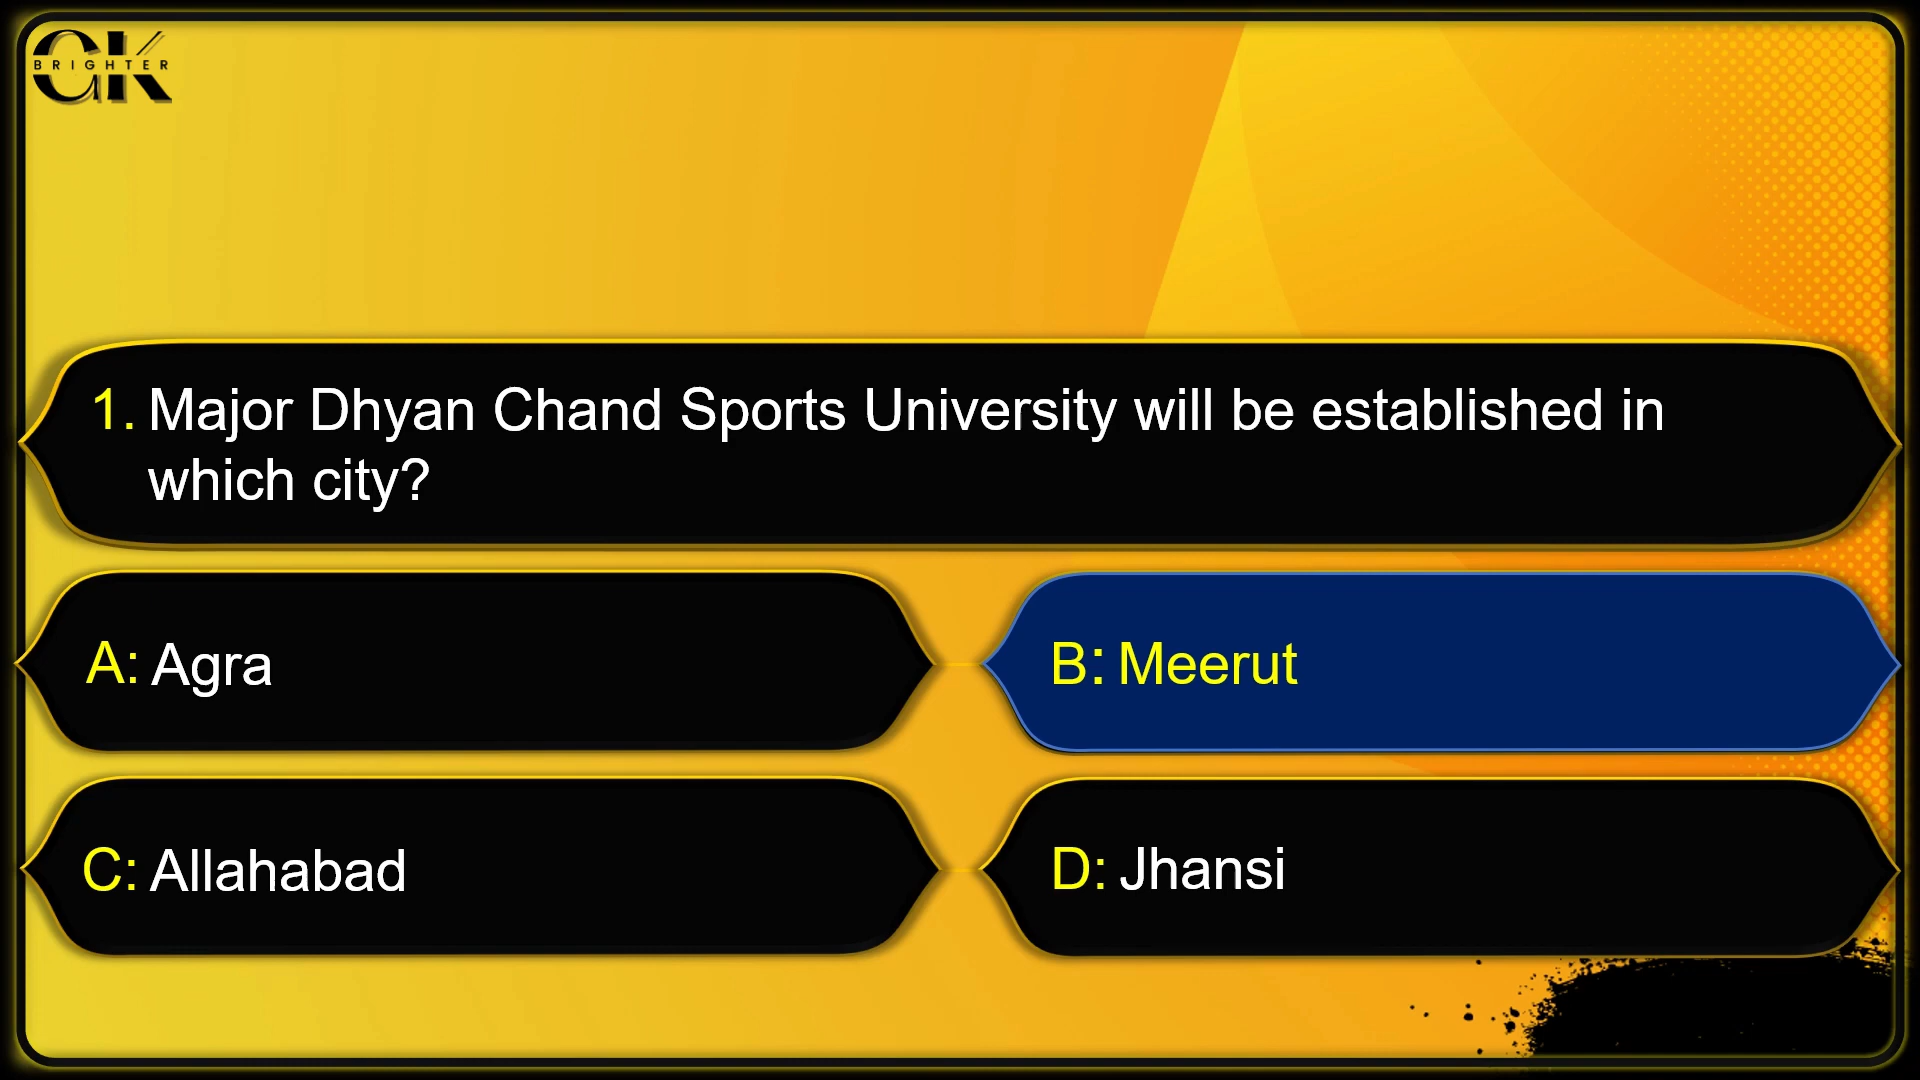 GK
BRIGHTER
1. Major Dhyan Chand Sports University will be established in
which city?
A: Agra
B: Meerut
C: Allahabad
D: Jhansi